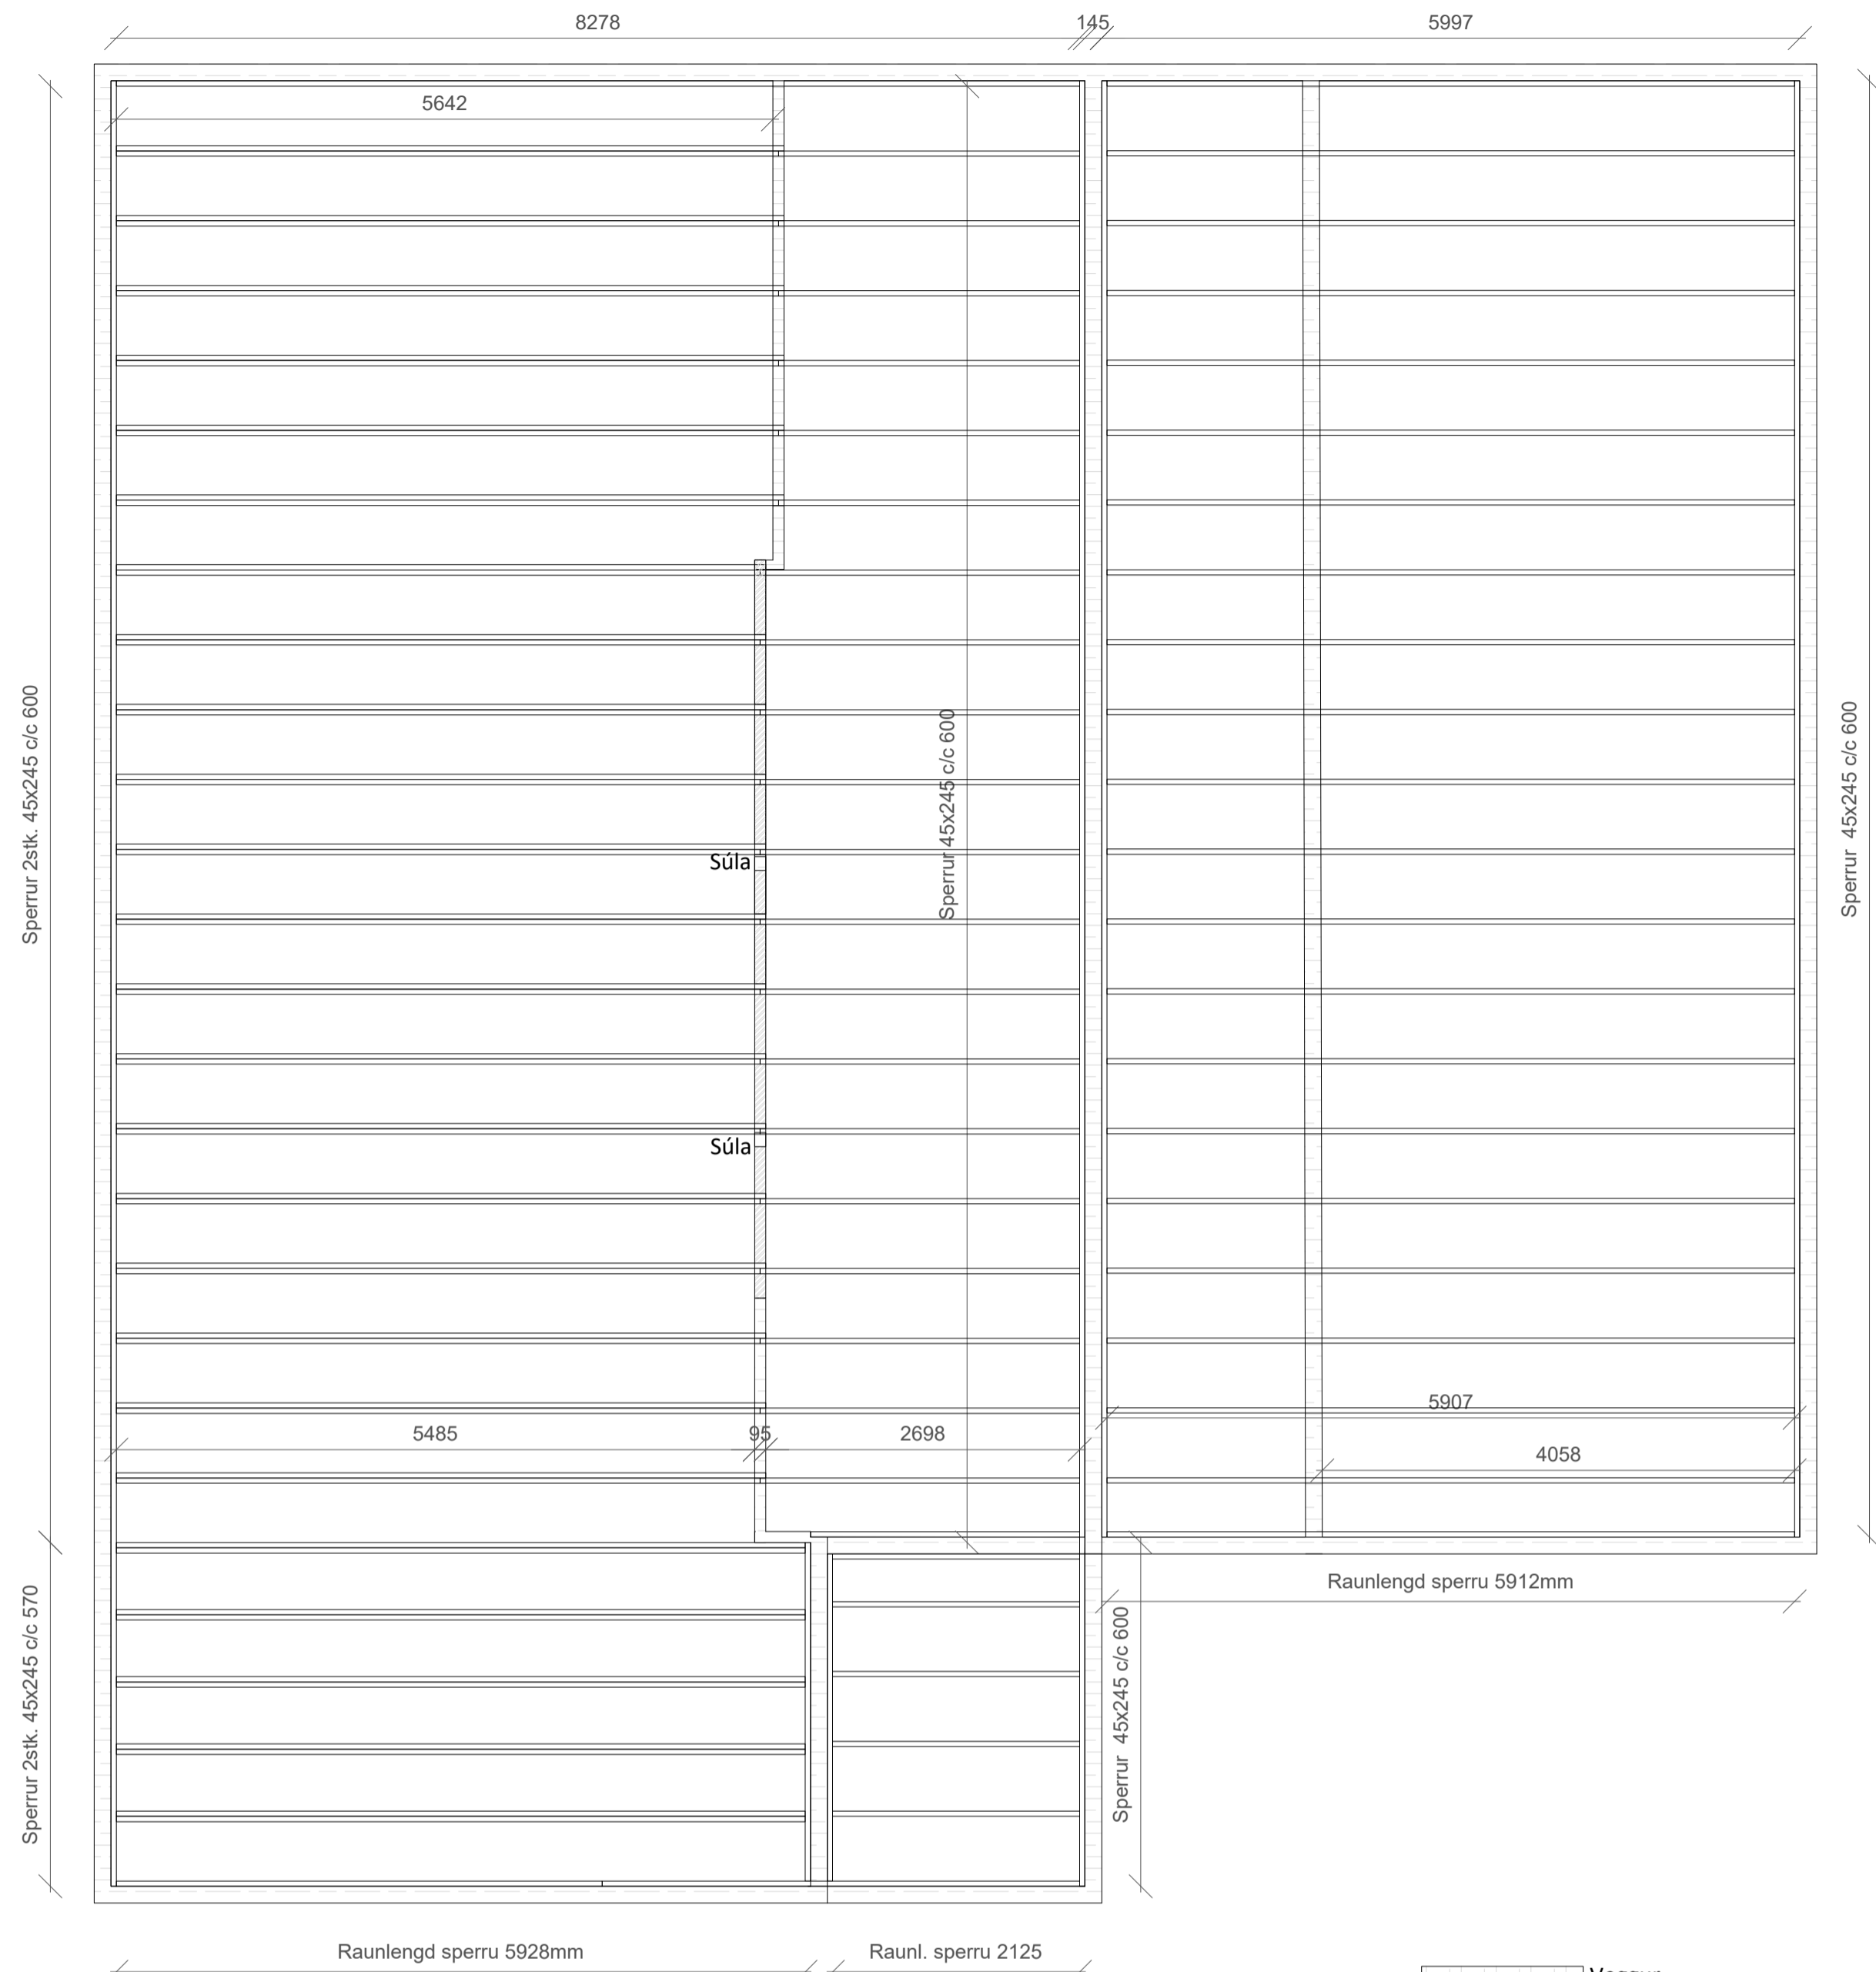 8278
145
5997
5642
Sperrur 2stk. 45x245 c/c 600
Sperrur 45x245 c/c 600
Sperrur  45x245 c/c 600
Súla
Súla
5907
5485
95
2698
4058
Raunlengd sperru 5912mm
Sperrur 2stk. 45x245 c/c 570
Sperrur  45x245 c/c 600
Raunlengd sperru 5928mm
Raunl. sperru 2125